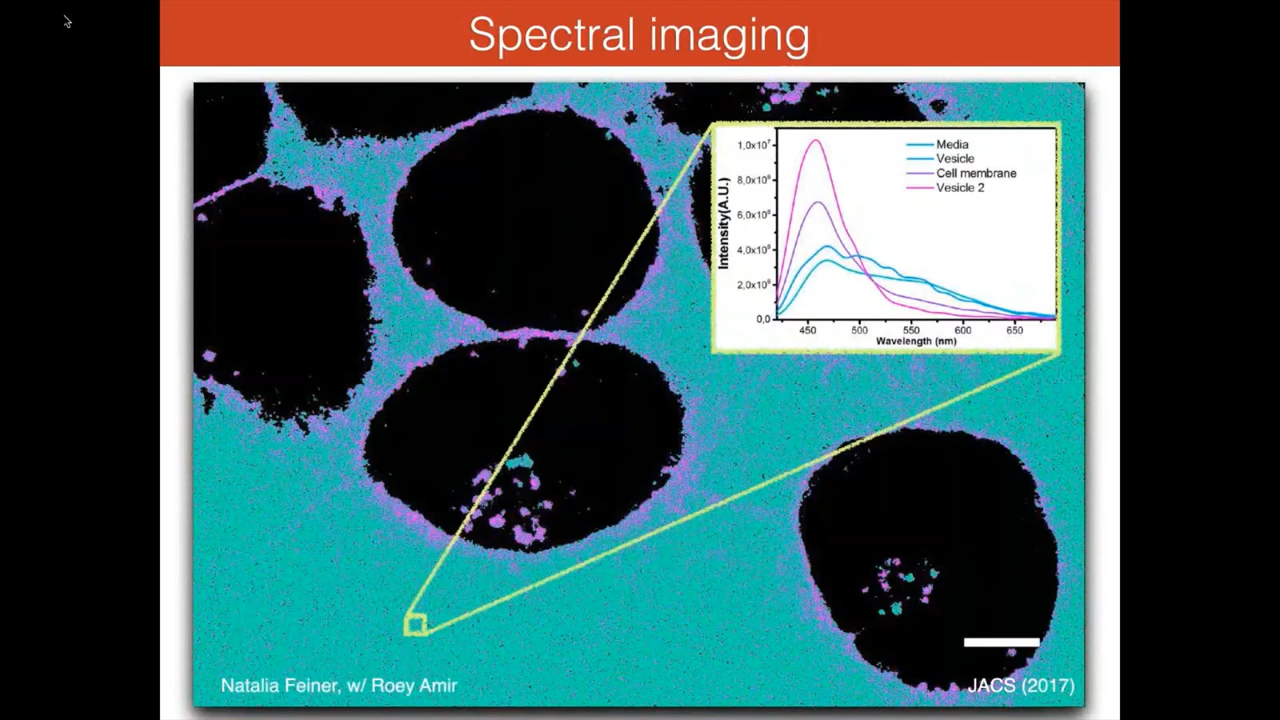 Spectral imaging
Media
Vesicle
Cell membrane
Vesicle 2
Intensity(A.U.)
1,0x10⁷
8,0x10⁶
6,0x10⁶
4,0x10⁶
2,0x10⁶
0,0
450 500 550 600 650
Wavelength (nm)
Natalia Feiner, w/ Roey Amir
JACS (2017)